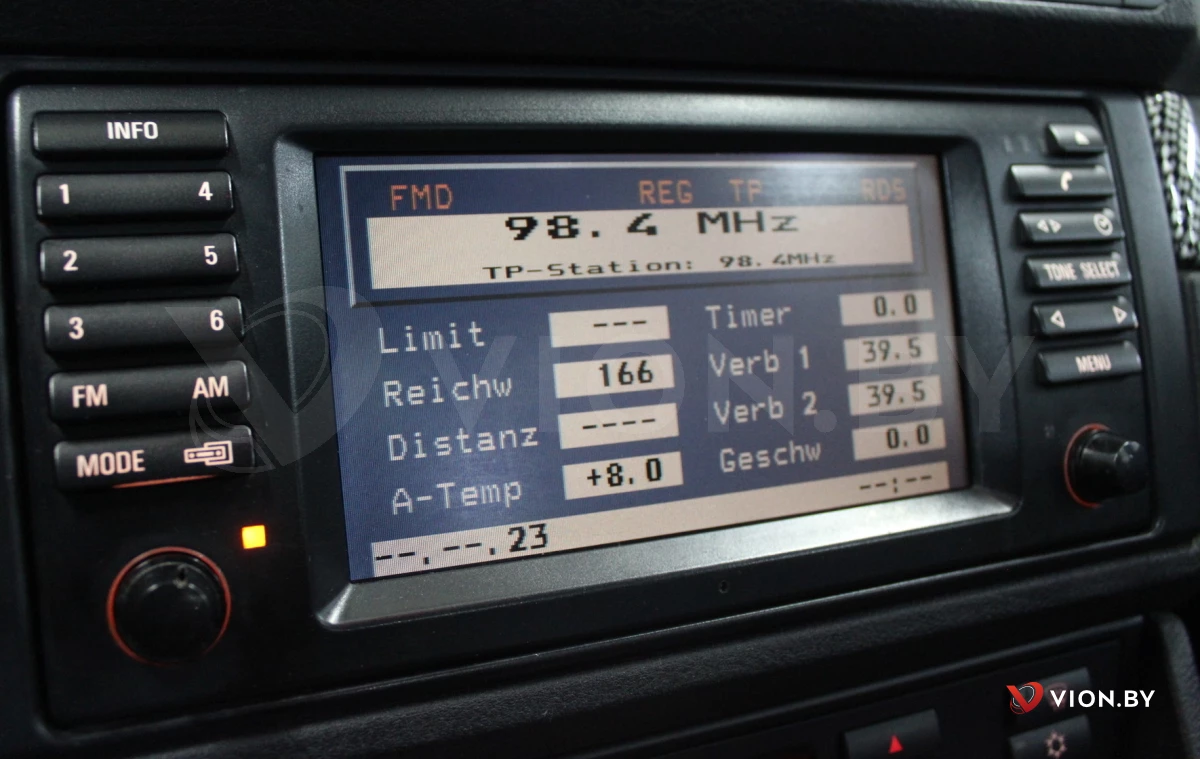 INFO
1 4
2 5
3 6
FM AM
MODE
FMD REG TP RDS
98.4 MHz
TP-Station: 98.4MHz
Limit ---
Reichw 166
Distanz ----
A-Temp +8.0
Timer 0.0
Verb 1 39.5
Verb 2 39.5
Geschw 0.0
--.--.23 --:--
TONE SELECT
MENU
VION.BY
VION.BY